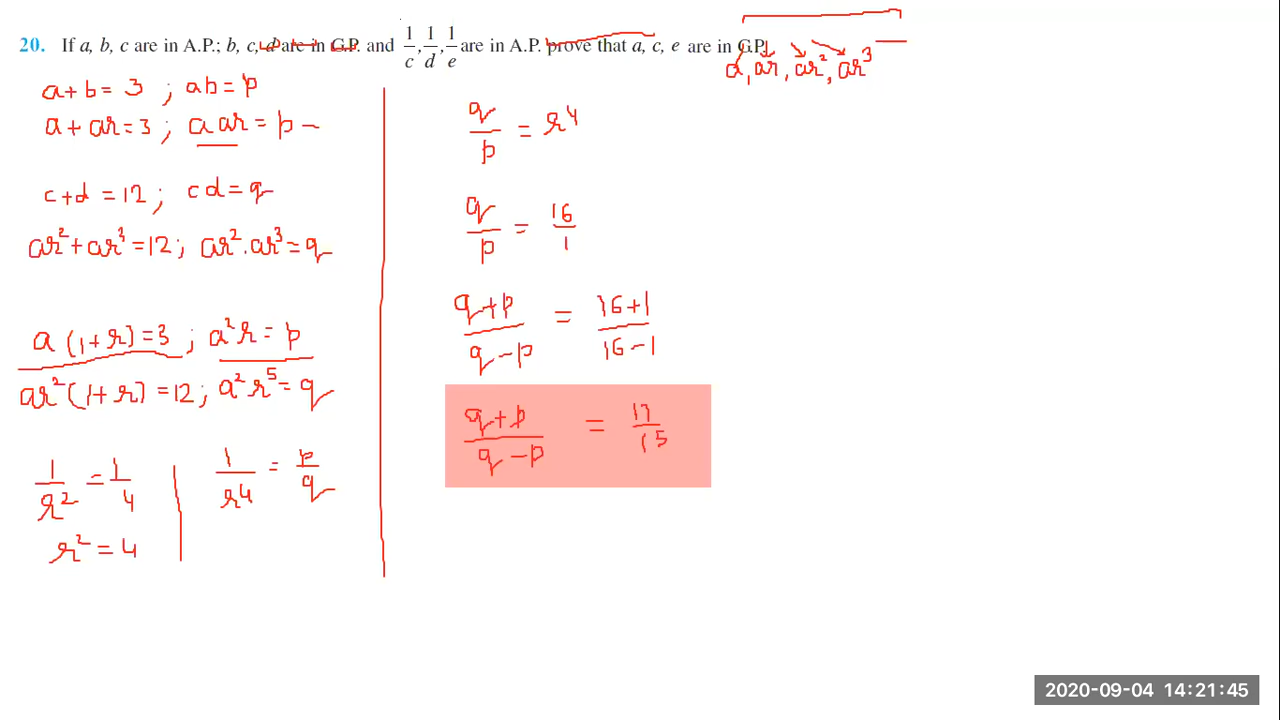 20. If a, b, c are in A.P.; b, c, d are in G.P. and 1/c, 1/d, 1/e are in A.P. prove that a, c, e are in G.P.
a, ar, ar², ar³
a+b = 3 ; ab = p
a + ar = 3 ; a ar = p –
c+d = 12 ; cd = q
ar² + ar³ = 12 ; ar² . ar³ = q
a (1+r) = 3 ; a²r = p
ar² (1+r) = 12 ; a²r⁵ = q
1/r² = 1/4
1/r⁴ = p/q
r² = 4
q/p = r⁴
q/p = 16/1
q+p/q-p = 16+1/16-1
q+p/q-p = 17/15
2020-09-04 14:21:45